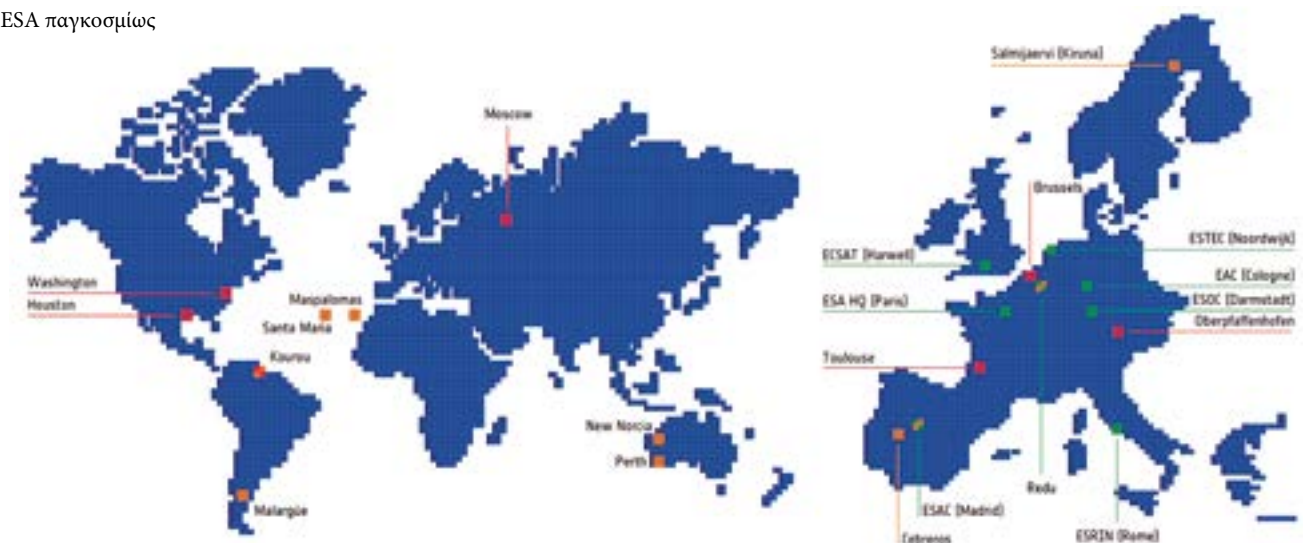 ESA παγκοσμίως
Moscow
Washington
Houston
Maspalomas
Santa Maria
Kourou
New Norcia
Perth
Malargüe
Salmijaervi (Kiruna)
Brussels
ESTEC (Noordwijk)
ECSAT (Harwell)
EAC (Cologne)
ESA HQ (Paris)
ESOC (Darmstadt)
Oberpfaffenhofen
Toulouse
Redu
ESAC (Madrid)
Cebreros
ESRIN (Rome)